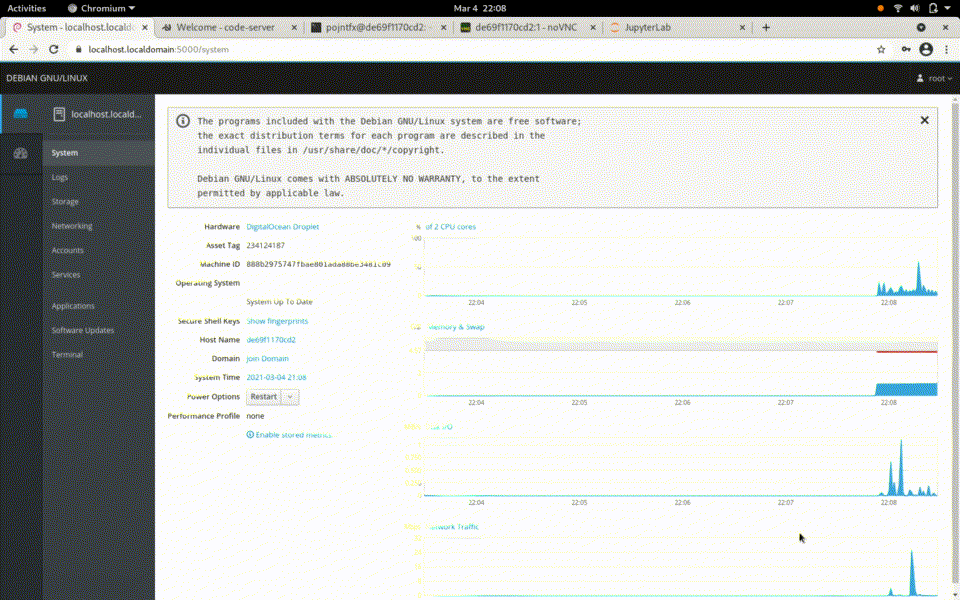 Activities
Chromium
Mar 4 22:08
System - localhost.localdo
Welcome - code-server
pojntfx@de69f1170cd2: ~
de69f1170cd2:1 - noVNC
JupyterLab
localhost.localdomain:5000/system
DEBIAN GNU/LINUX
root
localhost.locald...
System
Logs
Storage
Networking
Accounts
Services
Applications
Software Updates
Terminal
The programs included with the Debian GNU/Linux system are free software;
the exact distribution terms for each program are described in the
individual files in /usr/share/doc/*/copyright.
Debian GNU/Linux comes with ABSOLUTELY NO WARRANTY, to the extent
permitted by applicable law.
Hardware DigitalOcean Droplet
Asset Tag 234124187
Machine ID
Operating System
System Up To Date
Secure Shell Keys Show fingerprints
Host Name de69f1170cd2
Domain Join Domain
System Time 2021-03-04 21:08
Power Options Restart
Performance Profile none
Enable stored metrics
% of 2 CPU cores
22:04 22:05 22:06 22:07 22:08
Memory & Swap
22:04 22:05 22:06 22:07 22:08
22:04 22:05 22:06 22:07 22:08
Network Traffic